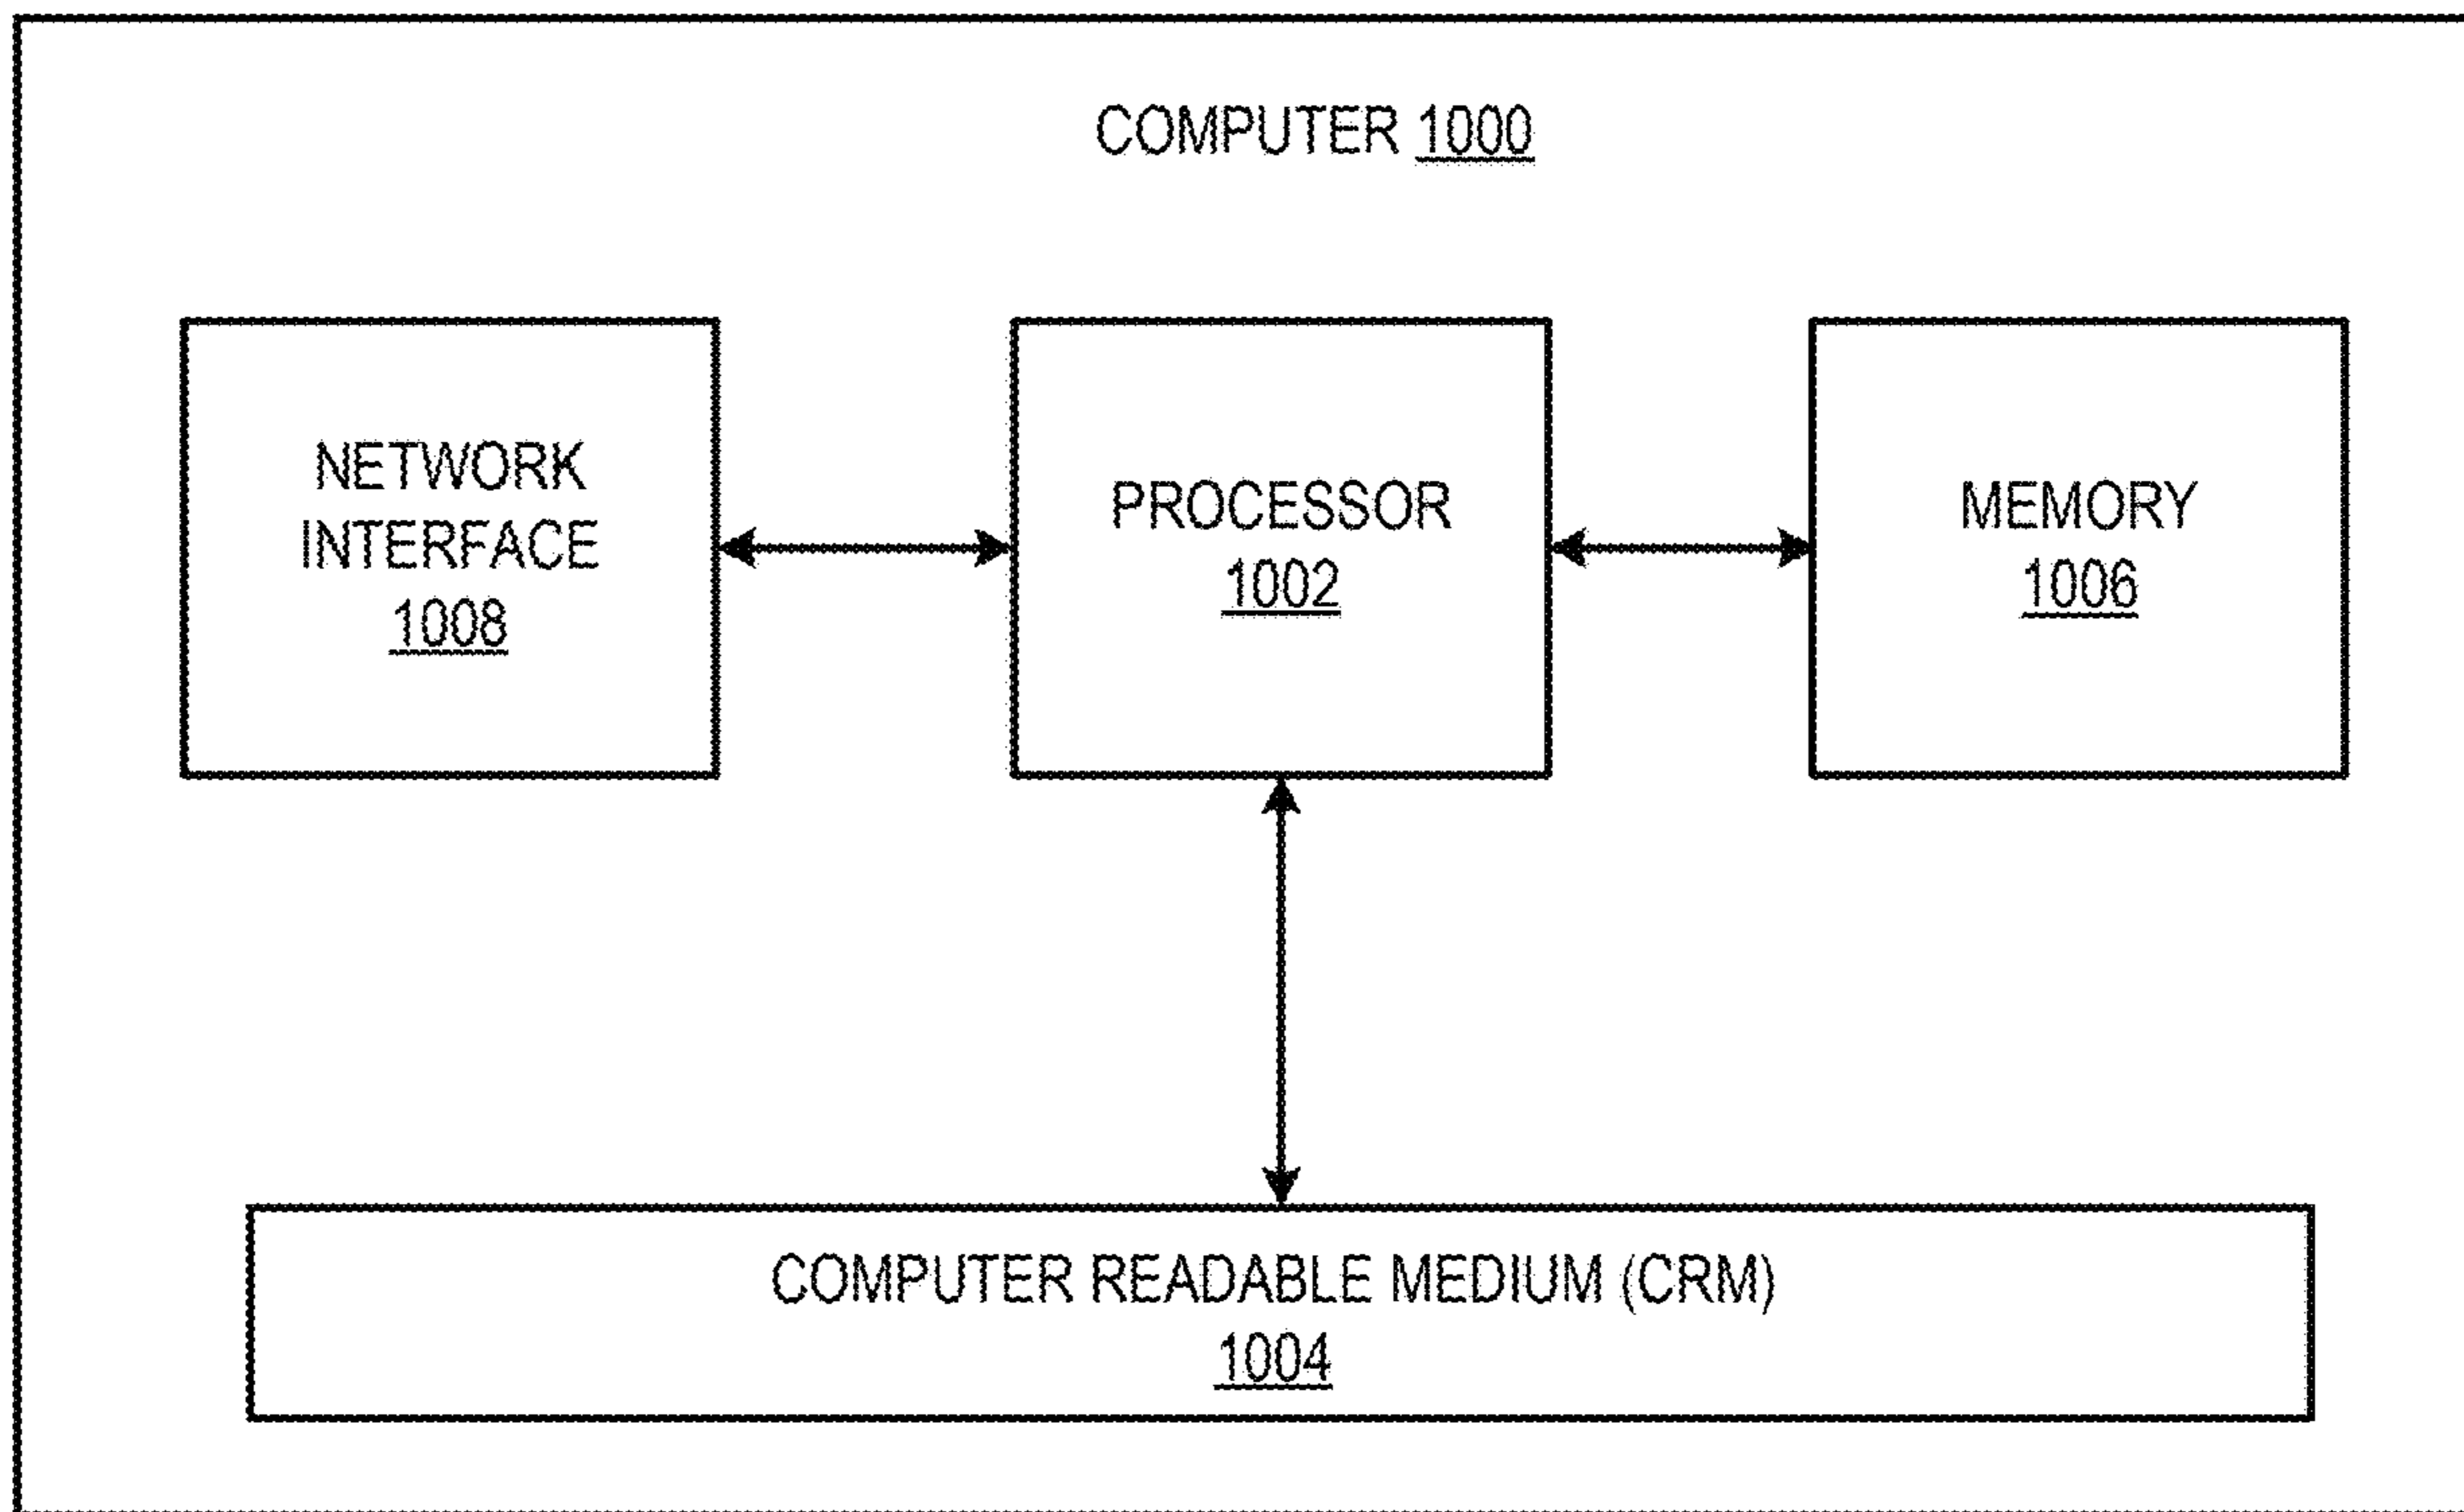 COMPUTER 1000
NETWORK
INTERFACE
1008
PROCESSOR
1002
MEMORY
1006
COMPUTER READABLE MEDIUM (CRM)
1004